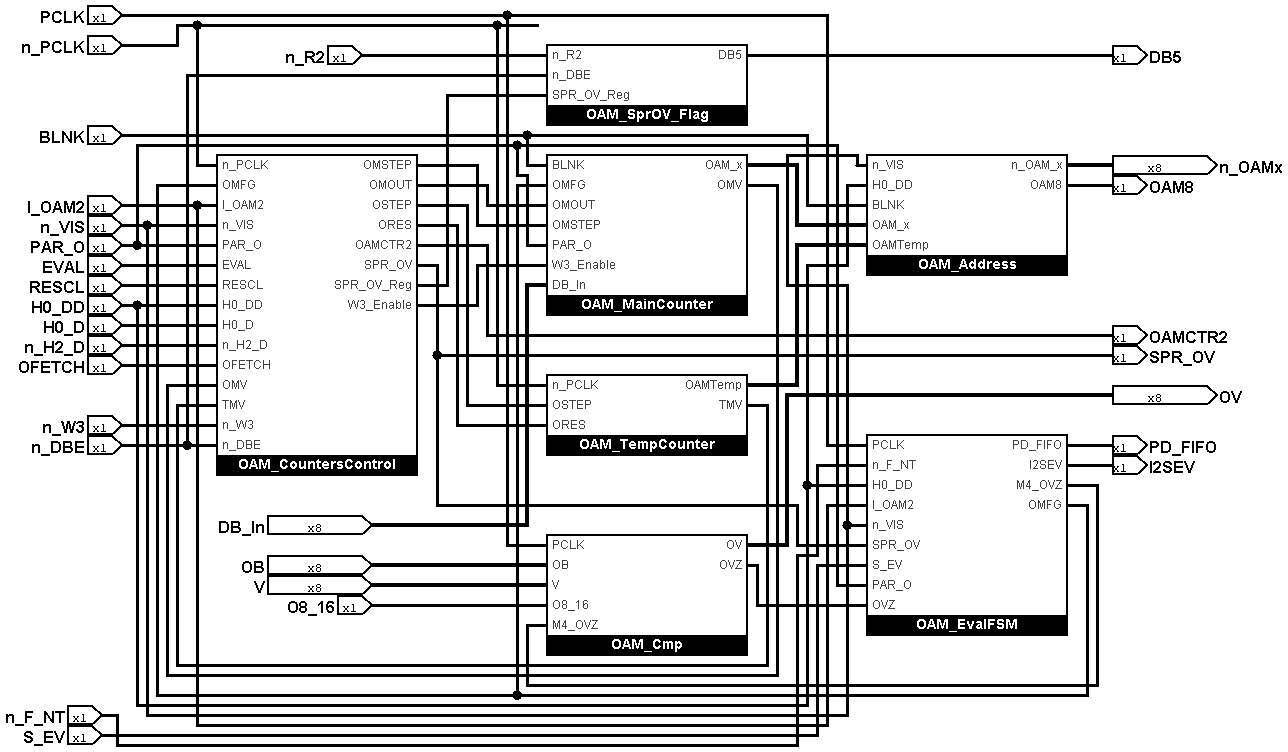 PCLK x1
n_PCLK x1
n_R2 x1
n_R2 DB5
n_DBE
SPR_OV_Reg
OAM_SprOV_Flag
x1 DB5
BLNK x1
n_PCLK OMSTEP
OMFG OMOUT
I_OAM2 OSTEP
n_VIS ORES
PAR_O OAMCTR2
EVAL SPR_OV
RESCL SPR_OV_Reg
H0_DD W3_Enable
H0_D
n_H2_D
OFETCH
OMV
TMV
n_W3
n_DBE
OAM_CountersControl
BLNK OAM_x
OMFG OMV
OMOUT
OMSTEP
PAR_O
W3_Enable
DB_In
OAM_MainCounter
n_VIS n_OAM_x
H0_DD OAM8
BLNK
OAM_x
OAMTemp
OAM_Address
x8 n_OAMx
x1 OAM8
I_OAM2 x1
n_VIS x1
PAR_O x1
EVAL x1
RESCL x1
H0_DD x1
H0_D x1
n_H2_D x1
OFETCH x1
n_W3 x1
n_DBE x1
x1 OAMCTR2
x1 SPR_OV
n_PCLK OAMTemp
OSTEP TMV
ORES
OAM_TempCounter
x8 OV
PCLK PD_FIFO
n_F_NT I2SEV
H0_DD M4_OVZ
I_OAM2 OMFG
n_VIS
SPR_OV
S_EV
PAR_O
OVZ
OAM_EvalFSM
x1 PD_FIFO
x1 I2SEV
DB_In x8
OB x8
V x8
O8_16 x1
PCLK OV
OB OVZ
V
O8_16
M4_OVZ
OAM_Cmp
n_F_NT x1
S_EV x1